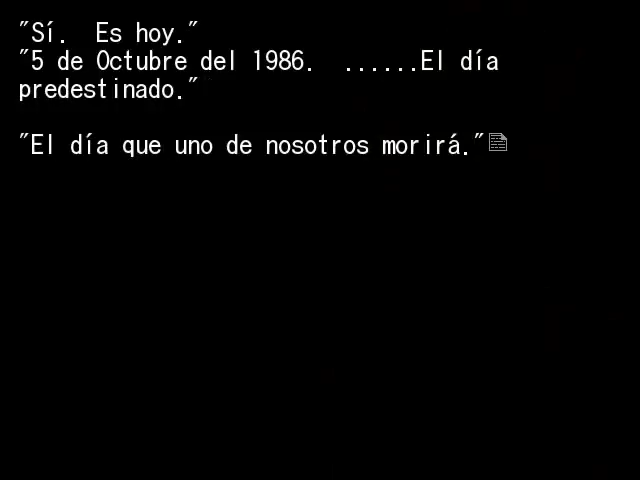 "Sí.  Es hoy."
"5 de Octubre del 1986.  ......El día
predestinado."
"El día que uno de nosotros morirá."